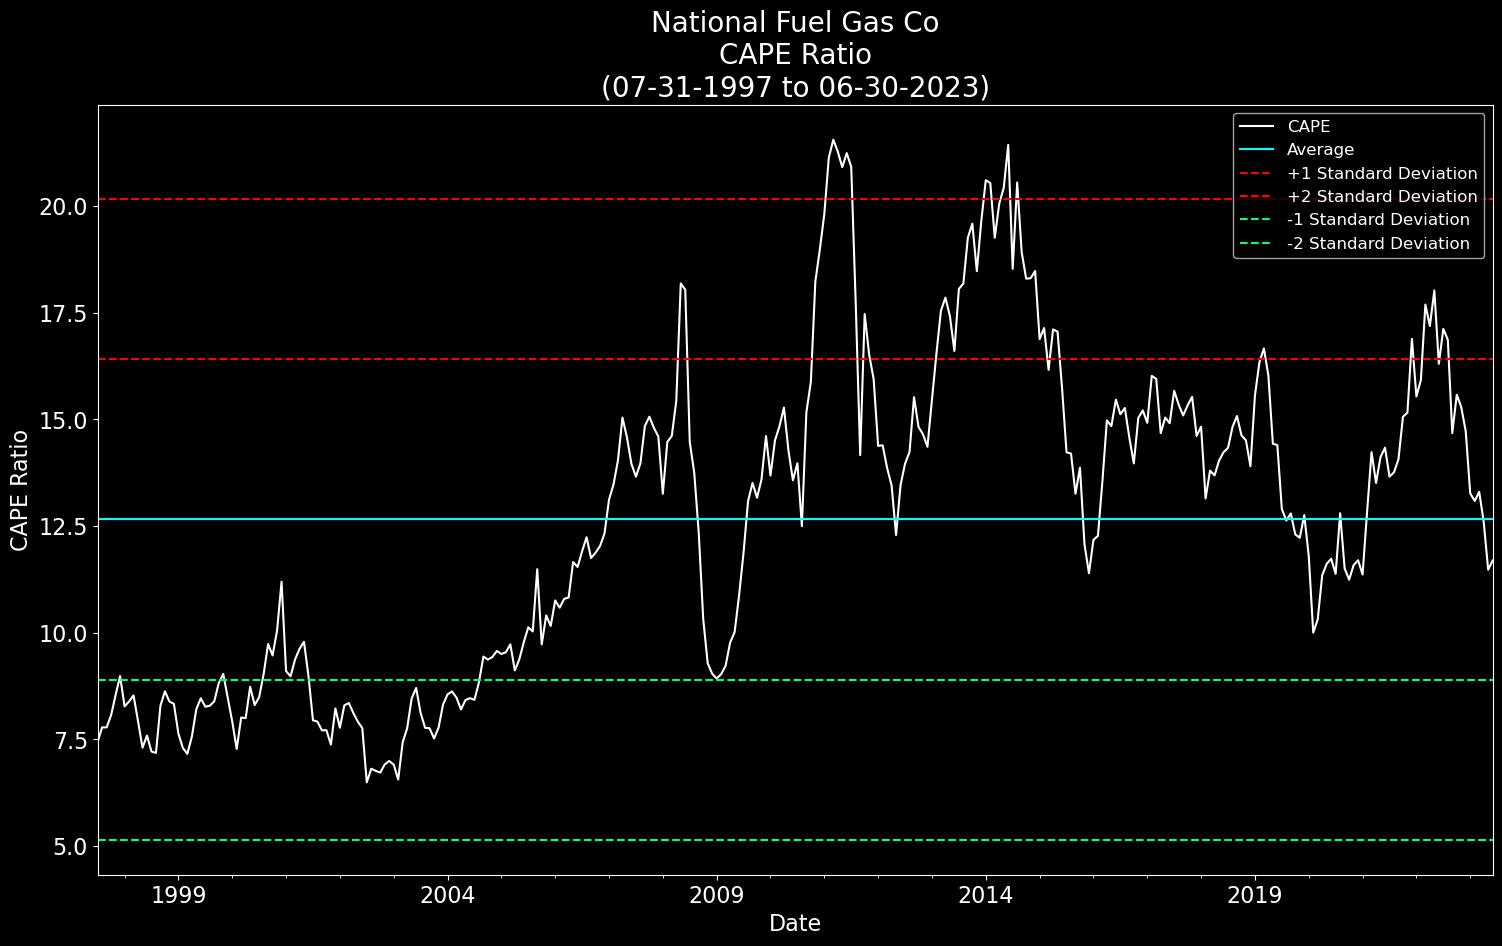 National Fuel Gas Co
CAPE Ratio
(07-31-1997 to 06-30-2023)
CAPE
Average
+1 Standard Deviation
+2 Standard Deviation
-1 Standard Deviation
-2 Standard Deviation
CAPE Ratio
20.0
17.5
15.0
12.5
10.0
7.5
5.0
1999
2004
2009
2014
2019
Date